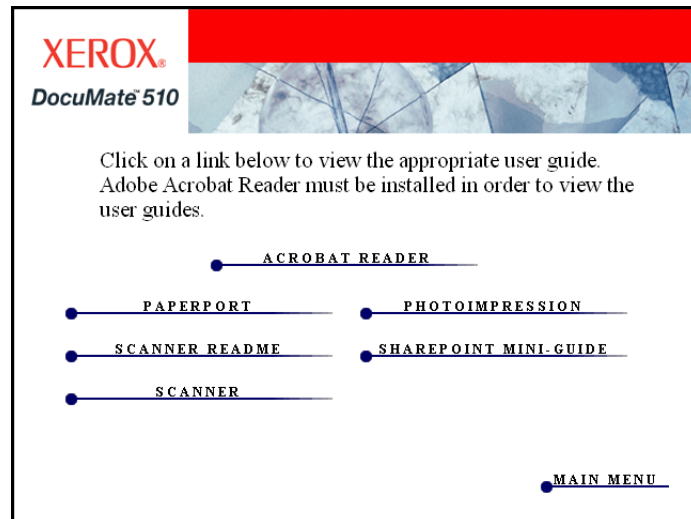 XEROX®
DocuMate™ 510
Click on a link below to view the appropriate user guide.
Adobe Acrobat Reader must be installed in order to view the
user guides.
ACROBAT READER
PAPERPORT
PHOTOIMPRESSION
SCANNER README
SHAREPOINT MINI-GUIDE
SCANNER
MAIN MENU